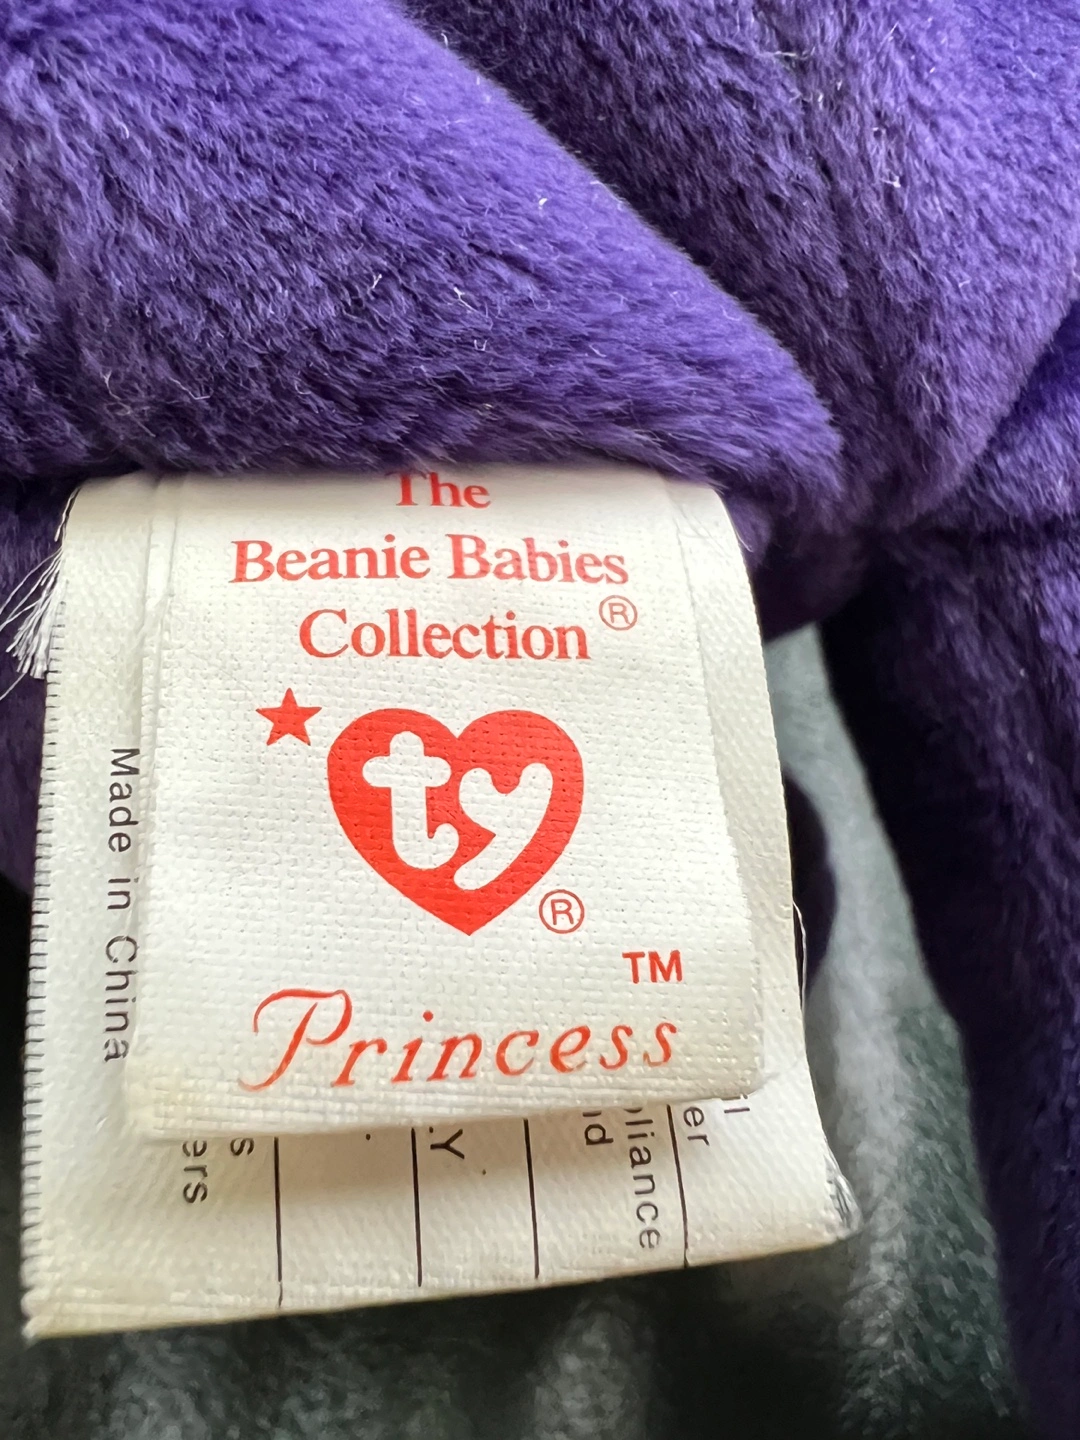 The
Beanie Babies
Collection®
ty®
TM
Princess
Made in China